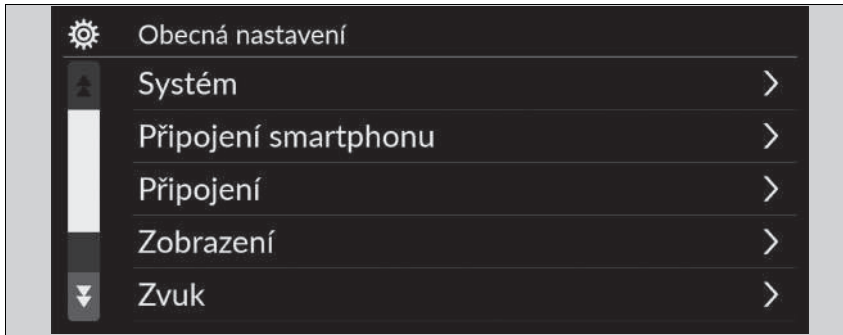 Obecná nastavení
Systém
Připojení smartphonu
Připojení
Zobrazení
Zvuk